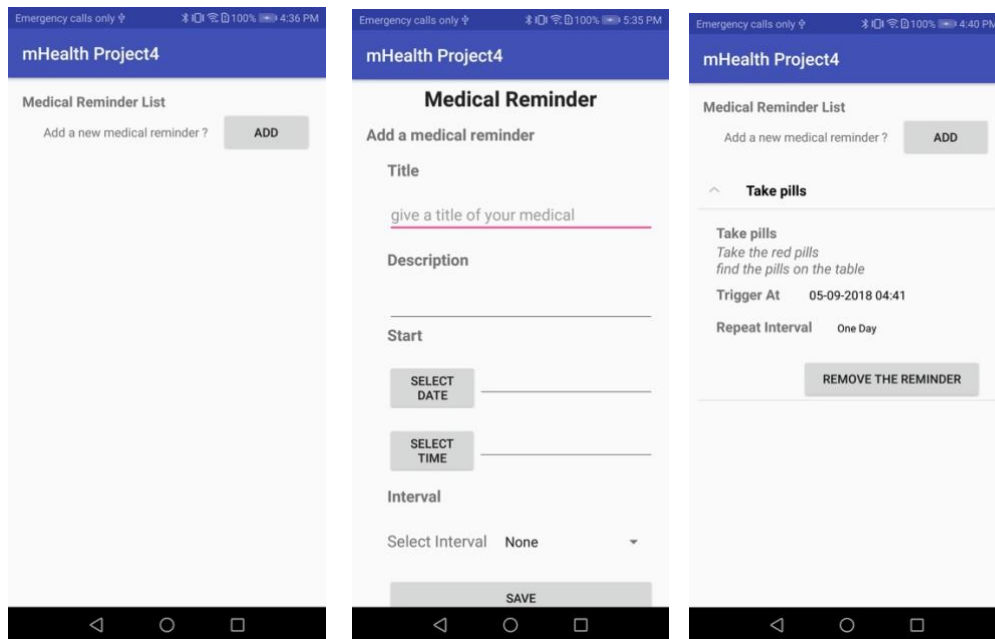 Emergency calls only 100% 4:36 PM
mHealth Project4
Medical Reminder List
Add a new medical reminder ? ADD
Emergency calls only 100% 5:35 PM
mHealth Project4
Medical Reminder
Add a medical reminder
Title
give a title of your medical
Description
Start
SELECT
DATE
SELECT
TIME
Interval
Select Interval None
SAVE
Emergency calls only 100% 4:40 PM
mHealth Project4
Medical Reminder List
Add a new medical reminder ? ADD
Take pills
Take pills
Take the red pills
find the pills on the table
Trigger At 05-09-2018 04:41
Repeat Interval One Day
REMOVE THE REMINDER